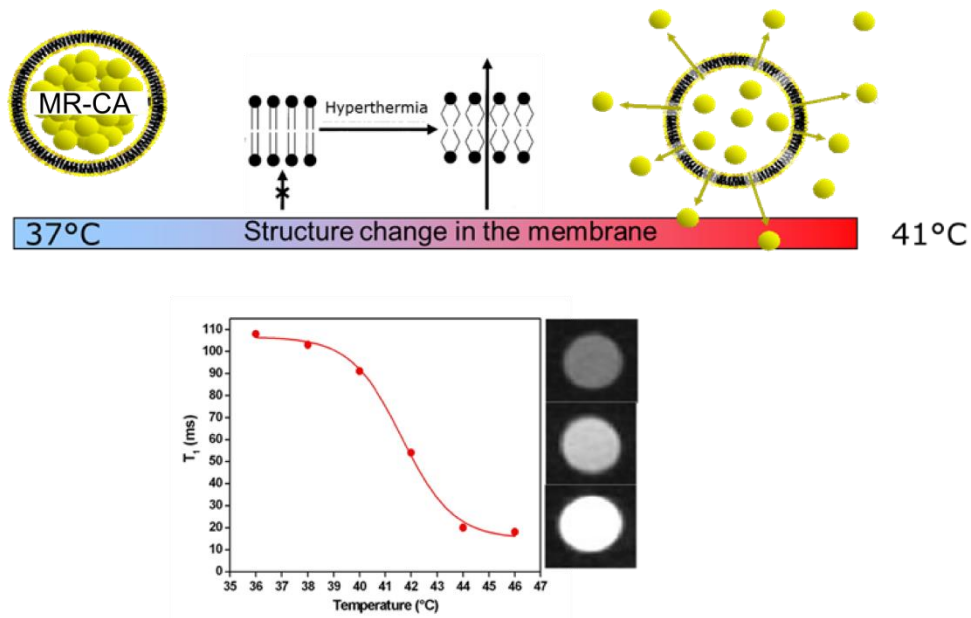 MR-CA
Hyperthermia
37°C
Structure change in the membrane
41°C
110
100
90
80
70
60
50
40
30
20
10
0
T₁ (ms)
35 36 37 38 39 40 41 42 43 44 45 46 47
Temperature (°C)